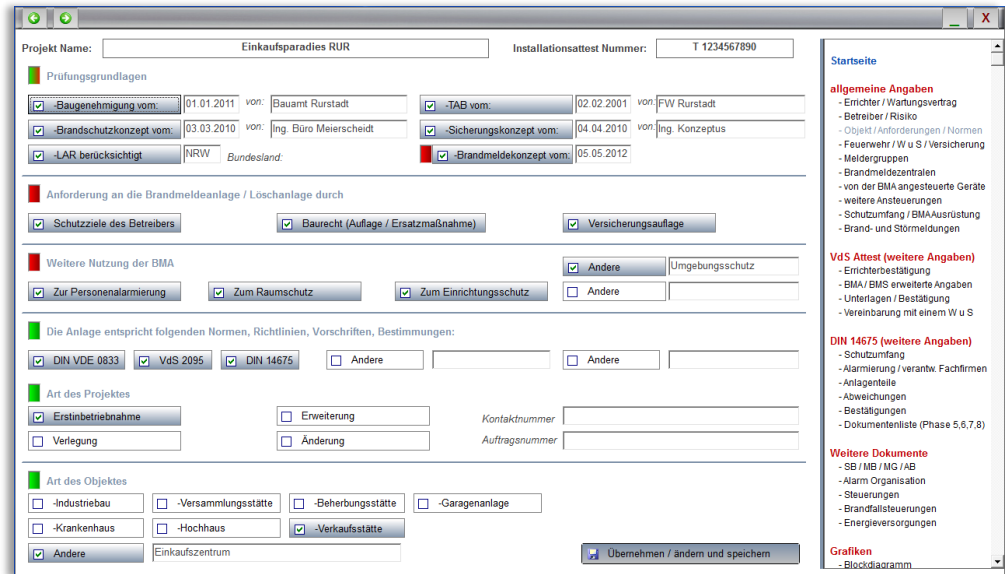 _ X
Projekt Name: Einkaufsparadies RUR Installationsattest Nummer: T 1234567890
Prüfungsgrundlagen
-Baugenehmigung vom: 01.01.2011 von: Bauamt Rurstadt -TAB vom: 02.02.2001 von: FW Rurstadt
-Brandschutzkonzept vom: 03.03.2010 von: Ing. Büro Meierscheidt -Sicherungskonzept vom: 04.04.2010 von: Ing. Konzeptus
-LAR berücksichtigt NRW Bundesland: -Brandmeldekonzept vom: 05.05.2012
Anforderung an die Brandmeldeanlage / Löschanlage durch
Schutzziele des Betreibers Baurecht (Auflage / Ersatzmaßnahme) Versicherungsauflage
Weitere Nutzung der BMA Andere Umgebungsschutz
Zur Personenalarmierung Zum Raumschutz Zum Einrichtungsschutz Andere
Die Anlage entspricht folgenden Normen, Richtlinien, Vorschriften, Bestimmungen:
DIN VDE 0833 VdS 2095 DIN 14675 Andere Andere
Art des Projektes
Erstinbetriebnahme Erweiterung Kontaktnummer
Verlegung Änderung Auftragsnummer
Art des Objektes
-Industriebau -Versammlungsstätte -Beherbungsstätte -Garagenanlage
-Krankenhaus -Hochhaus -Verkaufsstätte
Andere Einkaufszentrum Übernehmen / ändern und speichern
Startseite
allgemeine Angaben
- Errichter / Wartungsvertrag
- Betreiber / Risiko
- Objekt / Anforderungen / Normen
- Feuerwehr / W u S / Versicherung
- Meldergruppen
- Brandmeldezentralen
- von der BMA angesteuerte Geräte
- weitere Ansteuerungen
- Schutzumfang / BMA Ausrüstung
- Brand- und Störmeldungen
VdS Attest (weitere Angaben)
- Errichterbestätigung
- BMA / BMS erweiterte Angaben
- Unterlagen / Bestätigung
- Vereinbarung mit einem W u S
DIN 14675 (weitere Angaben)
- Schutzumfang
- Alarmierung / verantw. Fachfirmen
- Anlagenteile
- Abweichungen
- Bestätigungen
- Dokumentenliste (Phase 5,6,7,8)
Weitere Dokumente
- SB / MB / MG / AB
- Alarm Organisation
- Steuerungen
- Brandfallsteuerungen
- Energieversorgungen
Grafiken
- Blockdiagramm